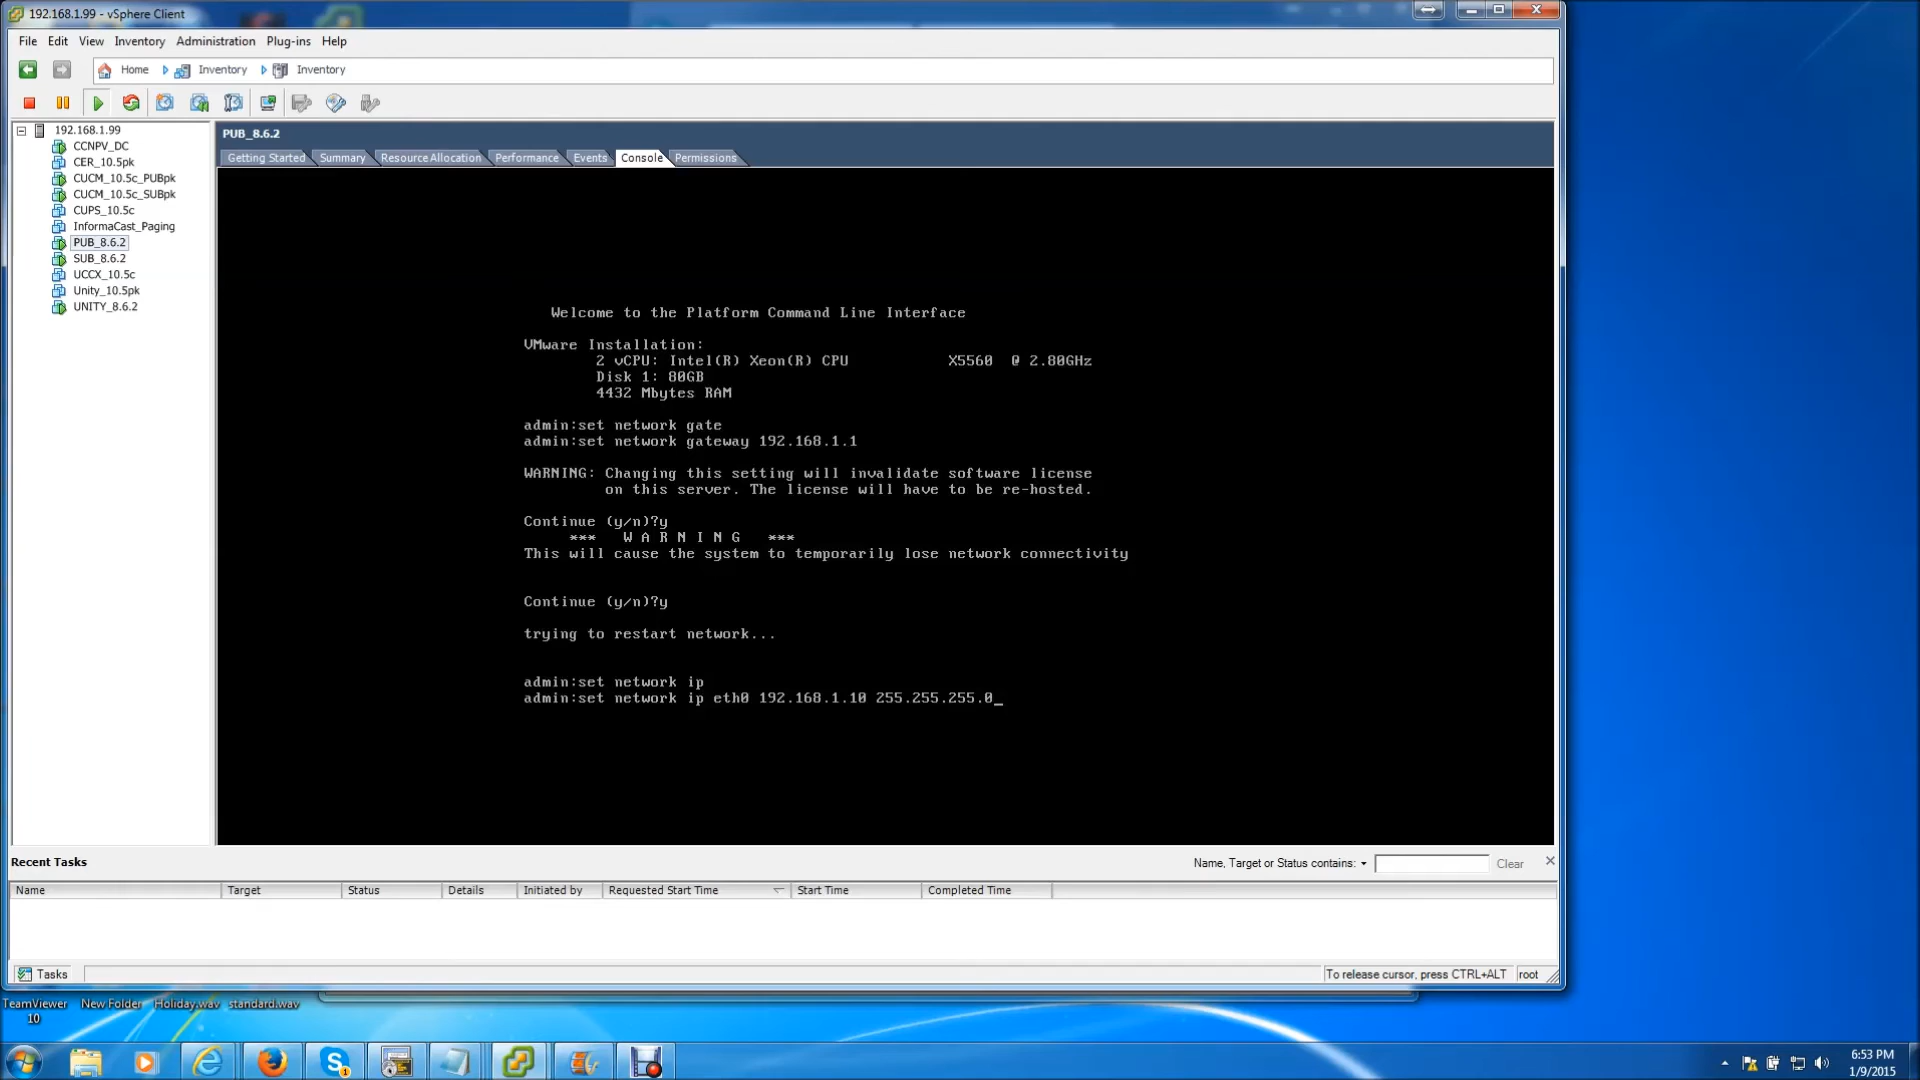 192.168.1.99 - vSphere Client
File Edit View Inventory Administration Plug-ins Help
Home Inventory Inventory
192.168.1.99
CCNPV_DC
CER_10.5pk
CUCM_10.5c_PUBpk
CUCM_10.5c_SUBpk
CUPS_10.5c
InformaCast_Paging
PUB_8.6.2
SUB_8.6.2
UCCX_10.5c
Unity_10.5pk
UNITY_8.6.2
PUB_8.6.2
Getting Started Summary Resource Allocation Performance Events Console Permissions
Welcome to the Platform Command Line Interface
VMware Installation:
2 vCPU: Intel(R) Xeon(R) CPU X5560 @ 2.80GHz
Disk 1: 80GB
4432 Mbytes RAM
admin:set network gate
admin:set network gateway 192.168.1.1
WARNING: Changing this setting will invalidate software license
on this server. The license will have to be re-hosted.
Continue (y/n)?y
*** W A R N I N G ***
This will cause the system to temporarily lose network connectivity
Continue (y/n)?y
trying to restart network...
admin:set network ip
admin:set network ip eth0 192.168.1.10 255.255.255.0_
Recent Tasks
Name, Target or Status contains: Clear
Name Target Status Details Initiated by Requested Start Time Start Time Completed Time
Tasks
To release cursor, press CTRL+ALT root
TeamViewer 10
New Folder
Holiday.wav
standard.wav
6:53 PM
1/9/2015